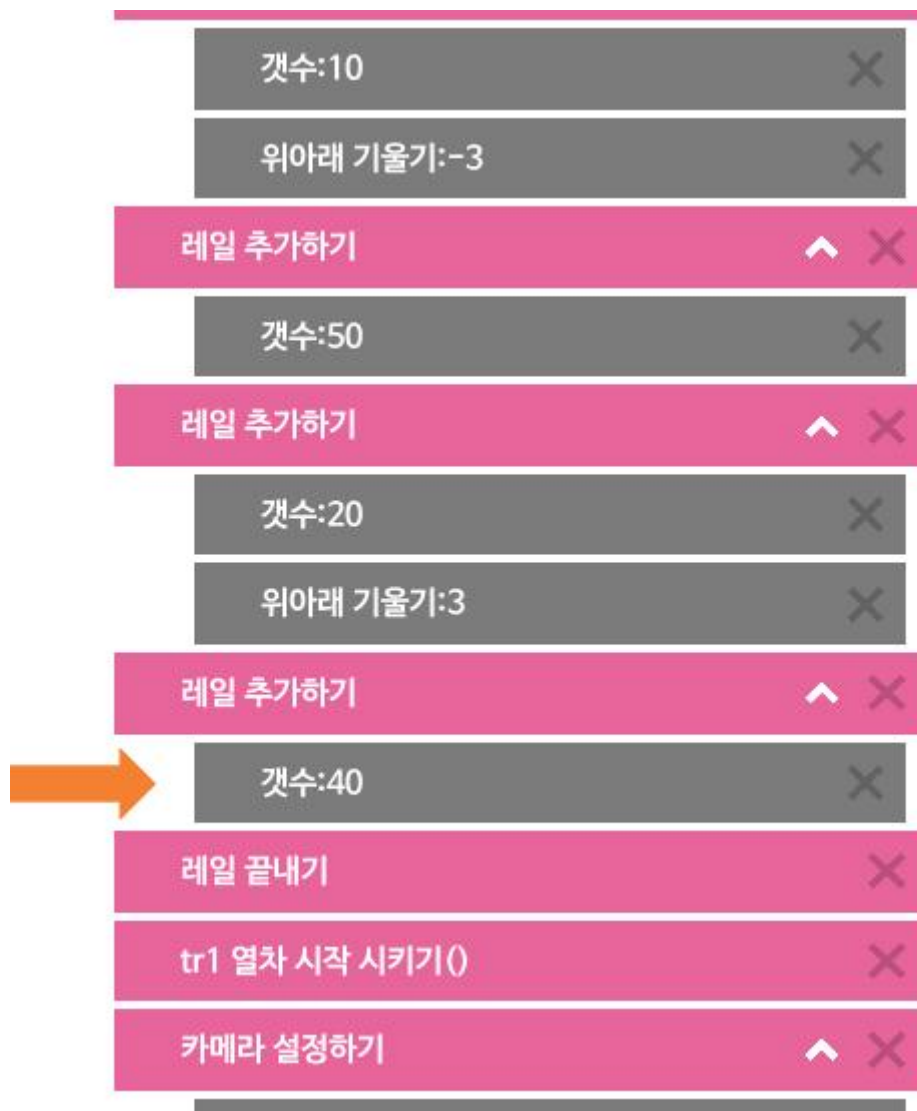 갯수:10
위아래 기울기:-3
레일 추가하기
갯수:50
레일 추가하기
갯수:20
위아래 기울기:3
레일 추가하기
갯수:40
레일 끝내기
tr1 열차 시작 시키기()
카메라 설정하기